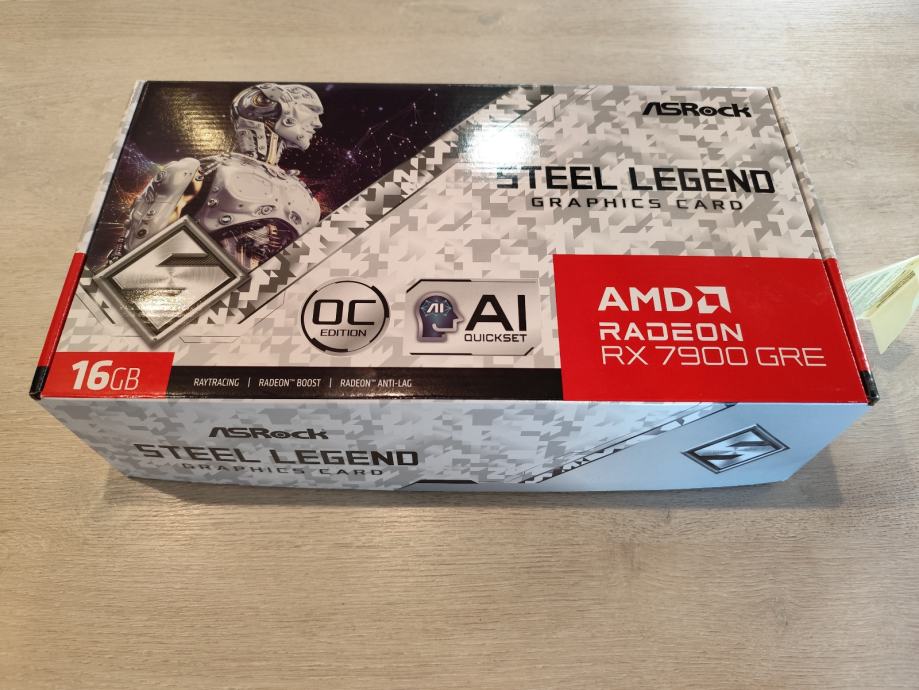 ASRock
STEEL LEGEND
GRAPHICS CARD
OC
EDITION
AI
AI
QUICKSET
AMD
RADEON
RX 7900 GRE
16GB
RAYTRACING | RADEON™ BOOST | RADEON™ ANTI-LAG
ASRock
STEEL LEGEND
GRAPHICS CARD